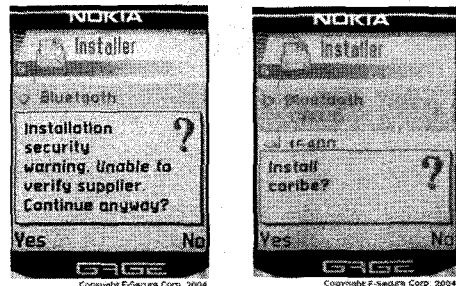 NOKIA
Installer
Bluetooth
Installation
security
warning. Unable to
verify supplier.
Continue anyway?
Yes No
Copyright F-Secure Corp. 2004
NOKIA
Installer
Bluetooth
Install
caribe?
Yes No
Copyright F-Secure Corp. 2004